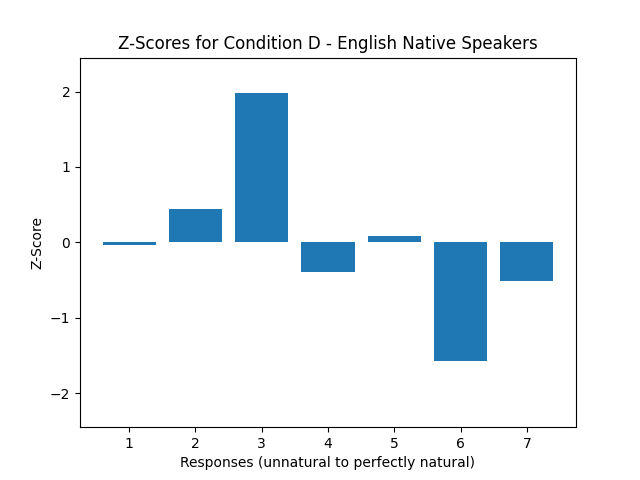 Z-Scores for Condition D - English Native Speakers
2
1
0
−1
−2
Z-Score
1 2 3 4 5 6 7
Responses (unnatural to perfectly natural)